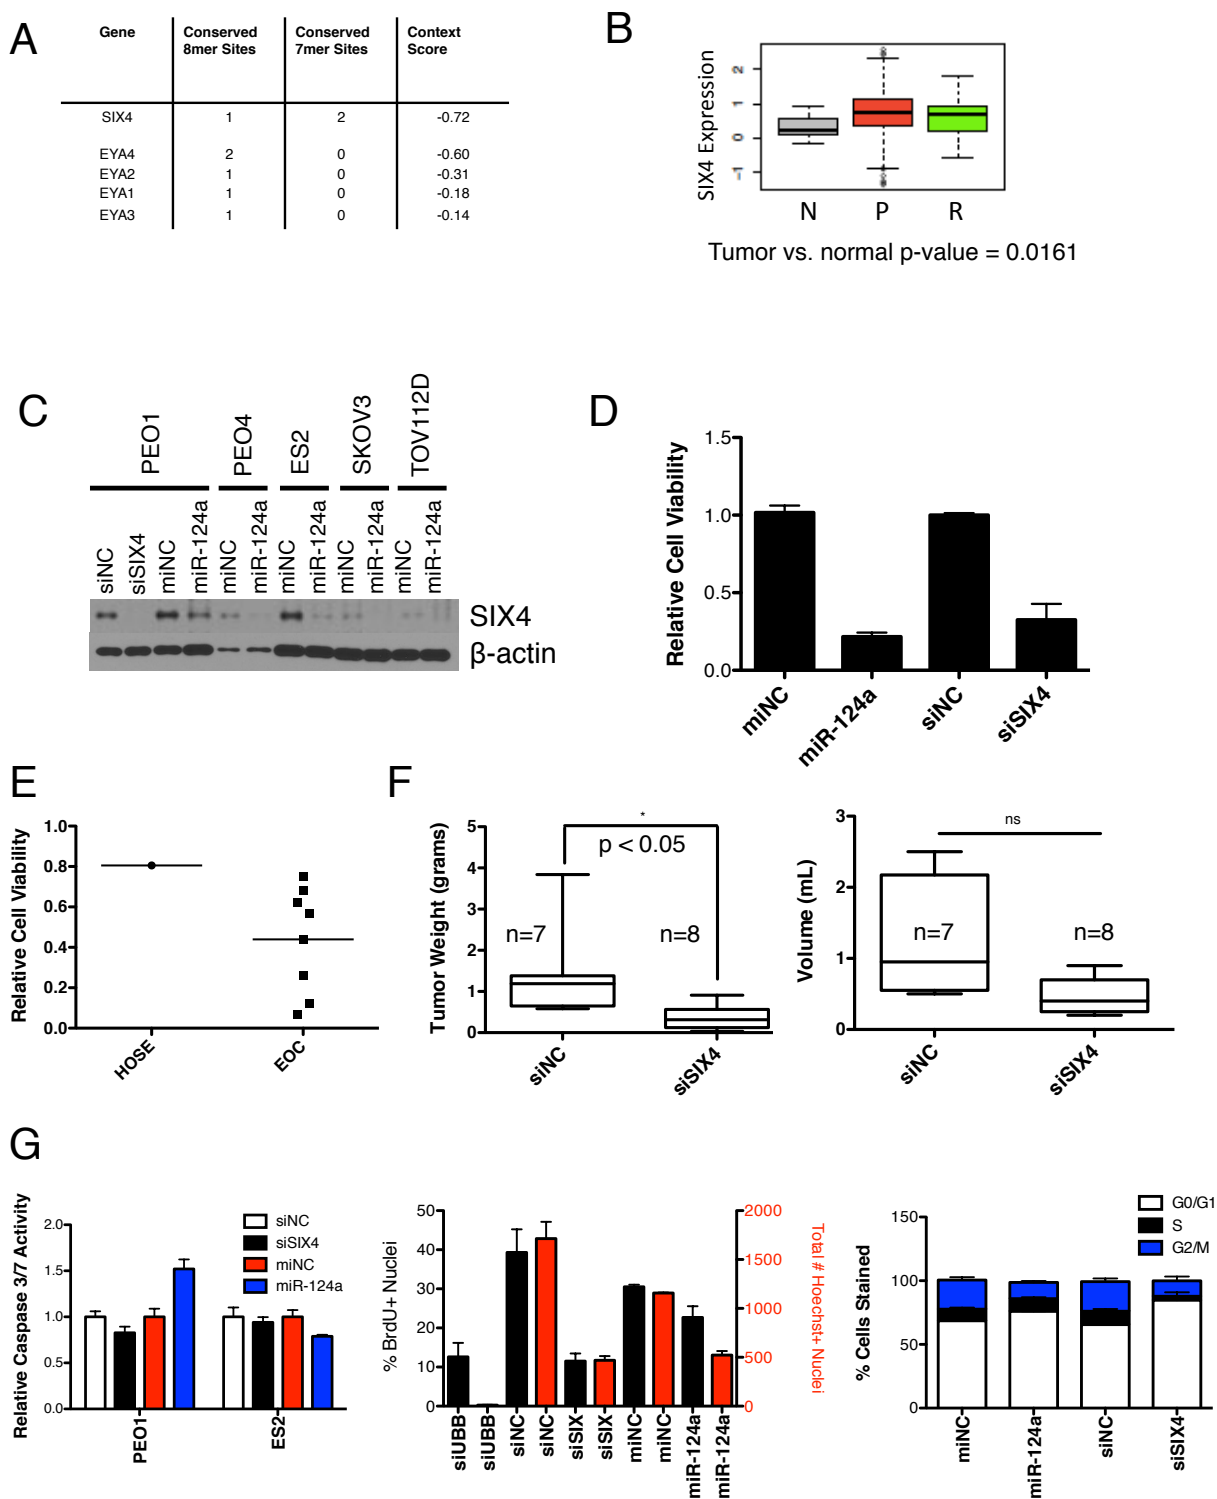 A
Gene
Conserved 8mer Sites
Conserved 7mer Sites
Context Score
SIX4 1 2 -0.72
EYA4 2 0 -0.60
EYA2 1 0 -0.31
EYA1 1 0 -0.18
EYA3 1 0 -0.14
B
SIX4 Expression
2
1
0
-1
N P R
Tumor vs. normal p-value = 0.0161
C
PEO1 PEO4 ES2 SKOV3 TOV112D
siNC siSIX4 miNC miR-124a miNC miR-124a miNC miR-124a miNC miR-124a miNC miR-124a
SIX4
β-actin
D
Relative Cell Viability
1.5
1.0
0.5
0.0
miNC miR-124a siNC siSIX4
E
Relative Cell Viability
1.0
0.8
0.6
0.4
0.2
0.0
HOSE EOC
F
Tumor Weight (grams)
5
4
3
2
1
0
*
p < 0.05
n=7 n=8
siNC siSIX4
Volume (mL)
3
2
1
0
ns
n=7 n=8
siNC siSIX4
G
Relative Caspase 3/7 Activity
2.0
1.5
1.0
0.5
0.0
siNC
siSIX4
miNC
miR-124a
PEO1 ES2
% BrdU+ Nuclei
50
40
30
20
10
0
Total # Hoechst+ Nuclei
2000
1500
1000
500
0
siUBB siUBB siNC siNC siSIX siSIX miNC miNC miR-124a miR-124a
% Cells Stained
150
100
50
0
G0/G1
S
G2/M
miNC miR-124a siNC siSIX4